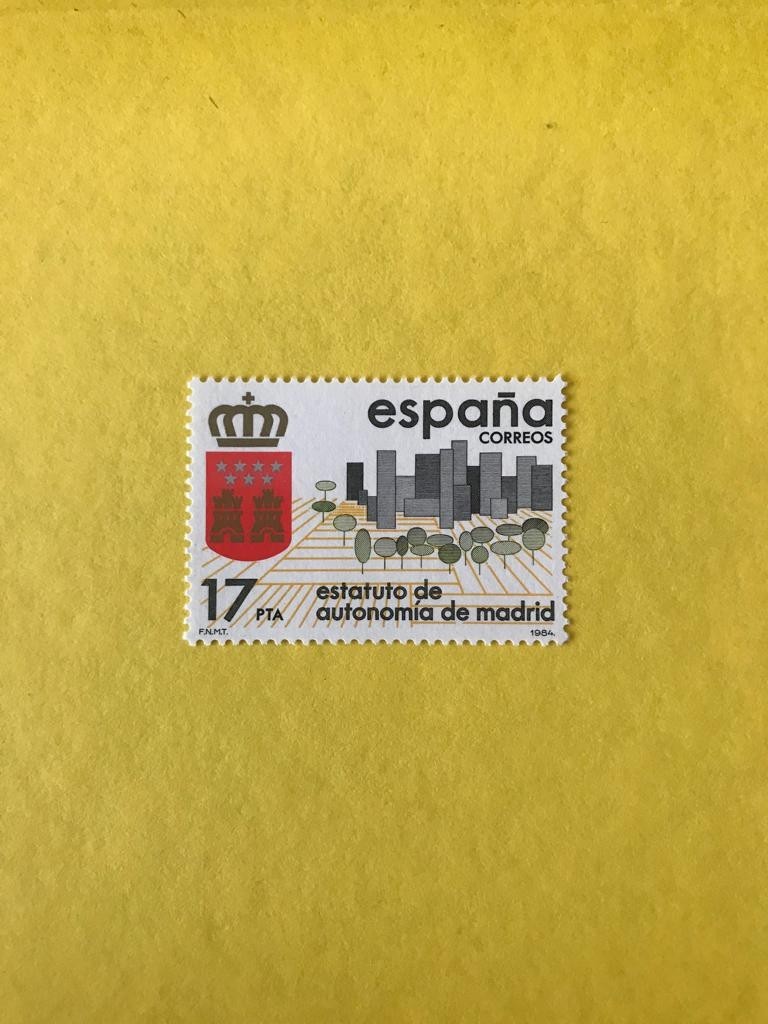 españa
CORREOS
17 PTA
estatuto de
autonomía de madrid
F.N.M.T.
1984.